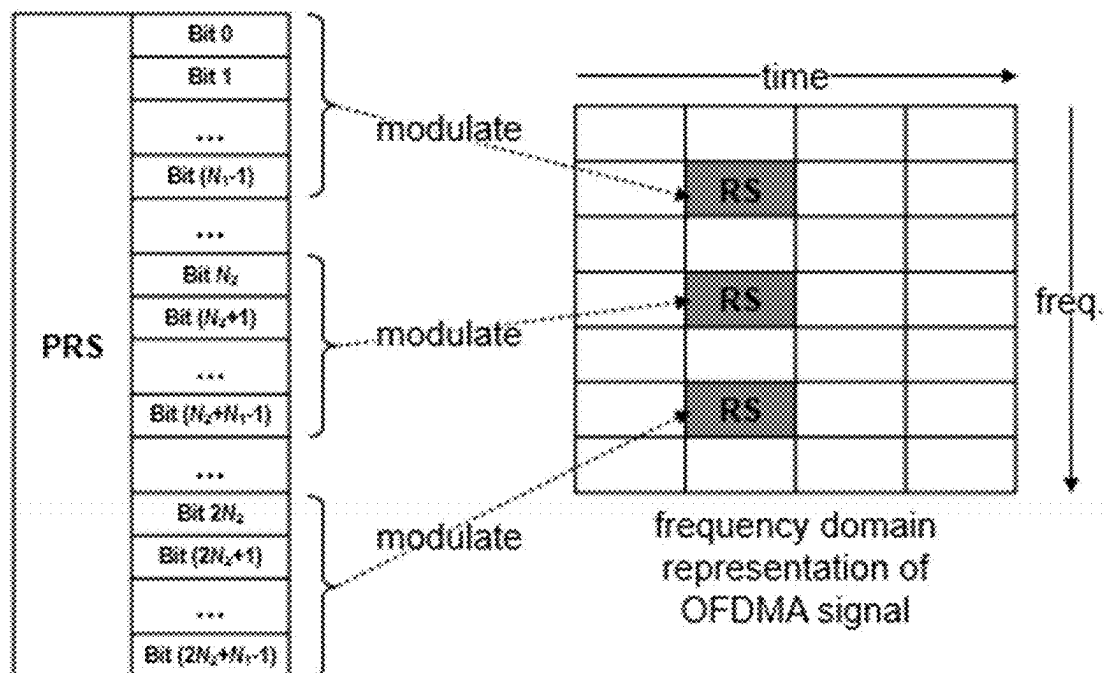 PRS
Bit 0
Bit 1
...
Bit (N₁-1)
...
Bit N₂
Bit (N₂+1)
...
Bit (N₂+N₁-1)
...
Bit 2N₂
Bit (2N₂+1)
...
Bit (2N₂+N₁-1)
modulate
modulate
modulate
time
RS
RS
RS
freq.
frequency domain
representation of
OFDMA signal